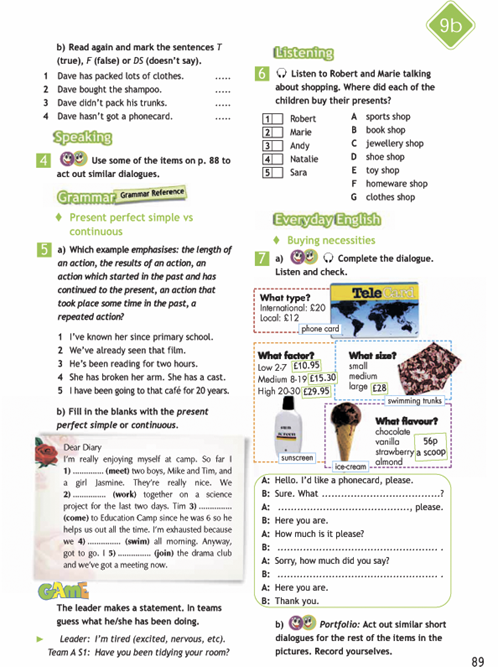 9b
b) Read again and mark the sentences T
(true), F (false) or DS (doesn't say).
1 Dave has packed lots of clothes. .....
2 Dave bought the shampoo. .....
3 Dave didn't pack his trunks. .....
4 Dave hasn't got a phonecard. .....
Speaking
4 Use some of the items on p. 88 to
act out similar dialogues.
Grammar Grammar Reference
Present perfect simple vs
continuous
5 a) Which example emphasises: the length of
an action, the results of an action, an
action which started in the past and has
continued to the present, an action that
took place some time in the past, a
repeated action?
1 I've known her since primary school.
2 We've already seen that film.
3 He's been reading for two hours.
4 She has broken her arm. She has a cast.
5 I have been going to that café for 20 years.
b) Fill in the blanks with the present
perfect simple or continuous.
Dear Diary
I'm really enjoying myself at camp. So far I
1) ............. (meet) two boys, Mike and Tim, and
a girl Jasmine. They're really nice. We
2) .............. (work) together on a science
project for the last two days. Tim 3) ..............
(come) to Education Camp since he was 6 so he
helps us out all the time. I'm exhausted because
we 4) .............. (swim) all morning. Anyway,
got to go. I 5) .............. (join) the drama club
and we've got a meeting now.
GAME
The leader makes a statement. In teams
guess what he/she has been doing.
Leader: I'm tired (excited, nervous, etc).
Team A S1: Have you been tidying your room?
Listening
6 Listen to Robert and Marie talking
about shopping. Where did each of the
children buy their presents?
1 Robert
2 Marie
3 Andy
4 Natalie
5 Sara
A sports shop
B book shop
C jewellery shop
D shoe shop
E toy shop
F homeware shop
G clothes shop
Everyday English
Buying necessities
7 a) Complete the dialogue.
Listen and check.
What type?
International: £20
Local: £12
phone card
Tele Card
What factor?
Low 2-7 £10.95
Medium 8-19 £15.30
High 20-30 £29.95
sunscreen
What size?
small
medium
large £28
swimming trunks
What flavour?
chocolate
vanilla
strawberry
almond
56p
a scoop
ice-cream
A: Hello. I'd like a phonecard, please.
B: Sure. What ......................................?
A: ..........................................., please.
B: Here you are.
A: How much is it please?
B: ................................................... .
A: Sorry, how much did you say?
B: ................................................... .
A: Here you are.
B: Thank you.
b) Portfolio: Act out similar short
dialogues for the rest of the items in the
pictures. Record yourselves.
89